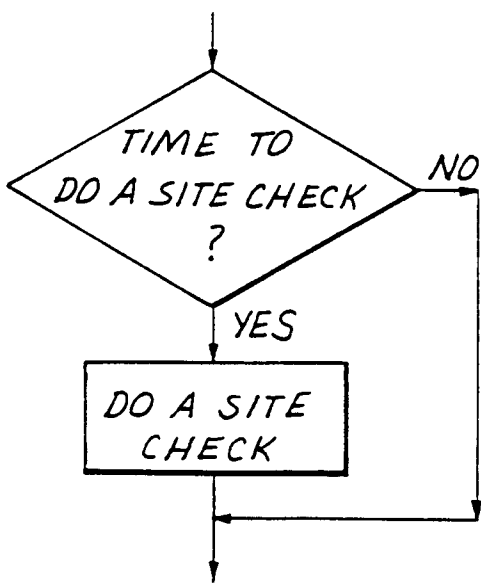 TIME TO
DO A SITE CHECK
?
NO
YES
DO A SITE
CHECK